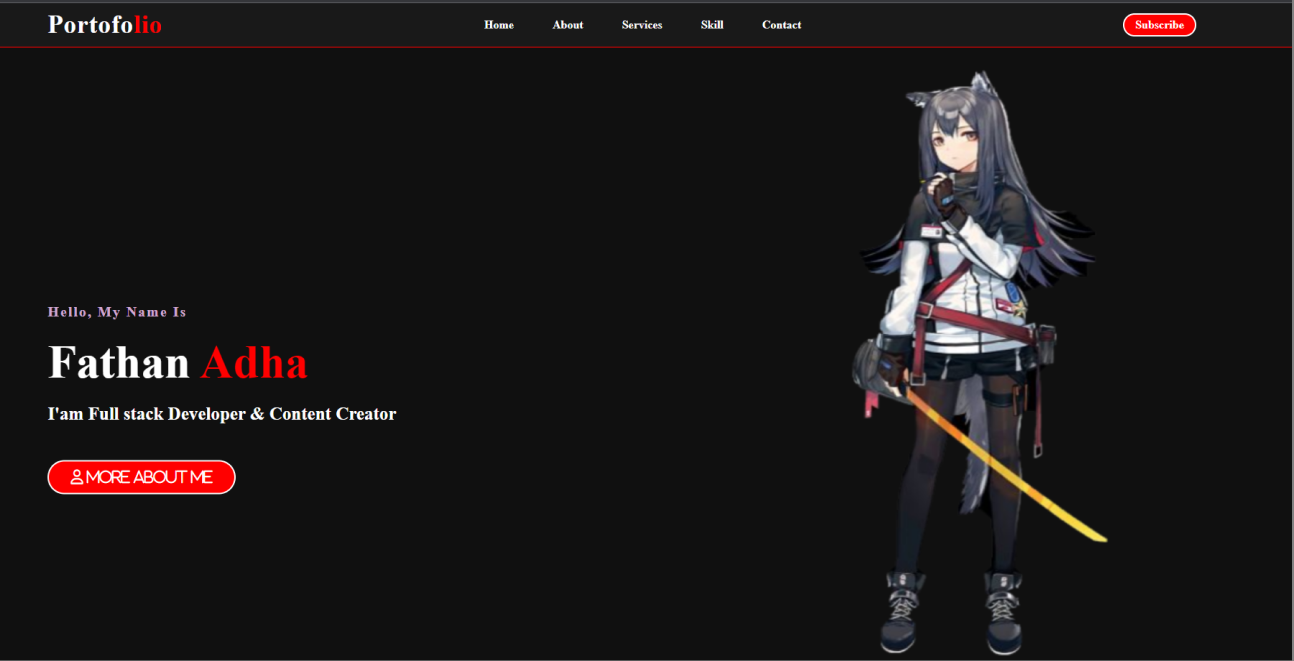 Portofolio
Home About Services Skill Contact
Subscribe
Hello, My Name Is
Fathan Adha
I'am Full stack Developer & Content Creator
MORE ABOUT ME